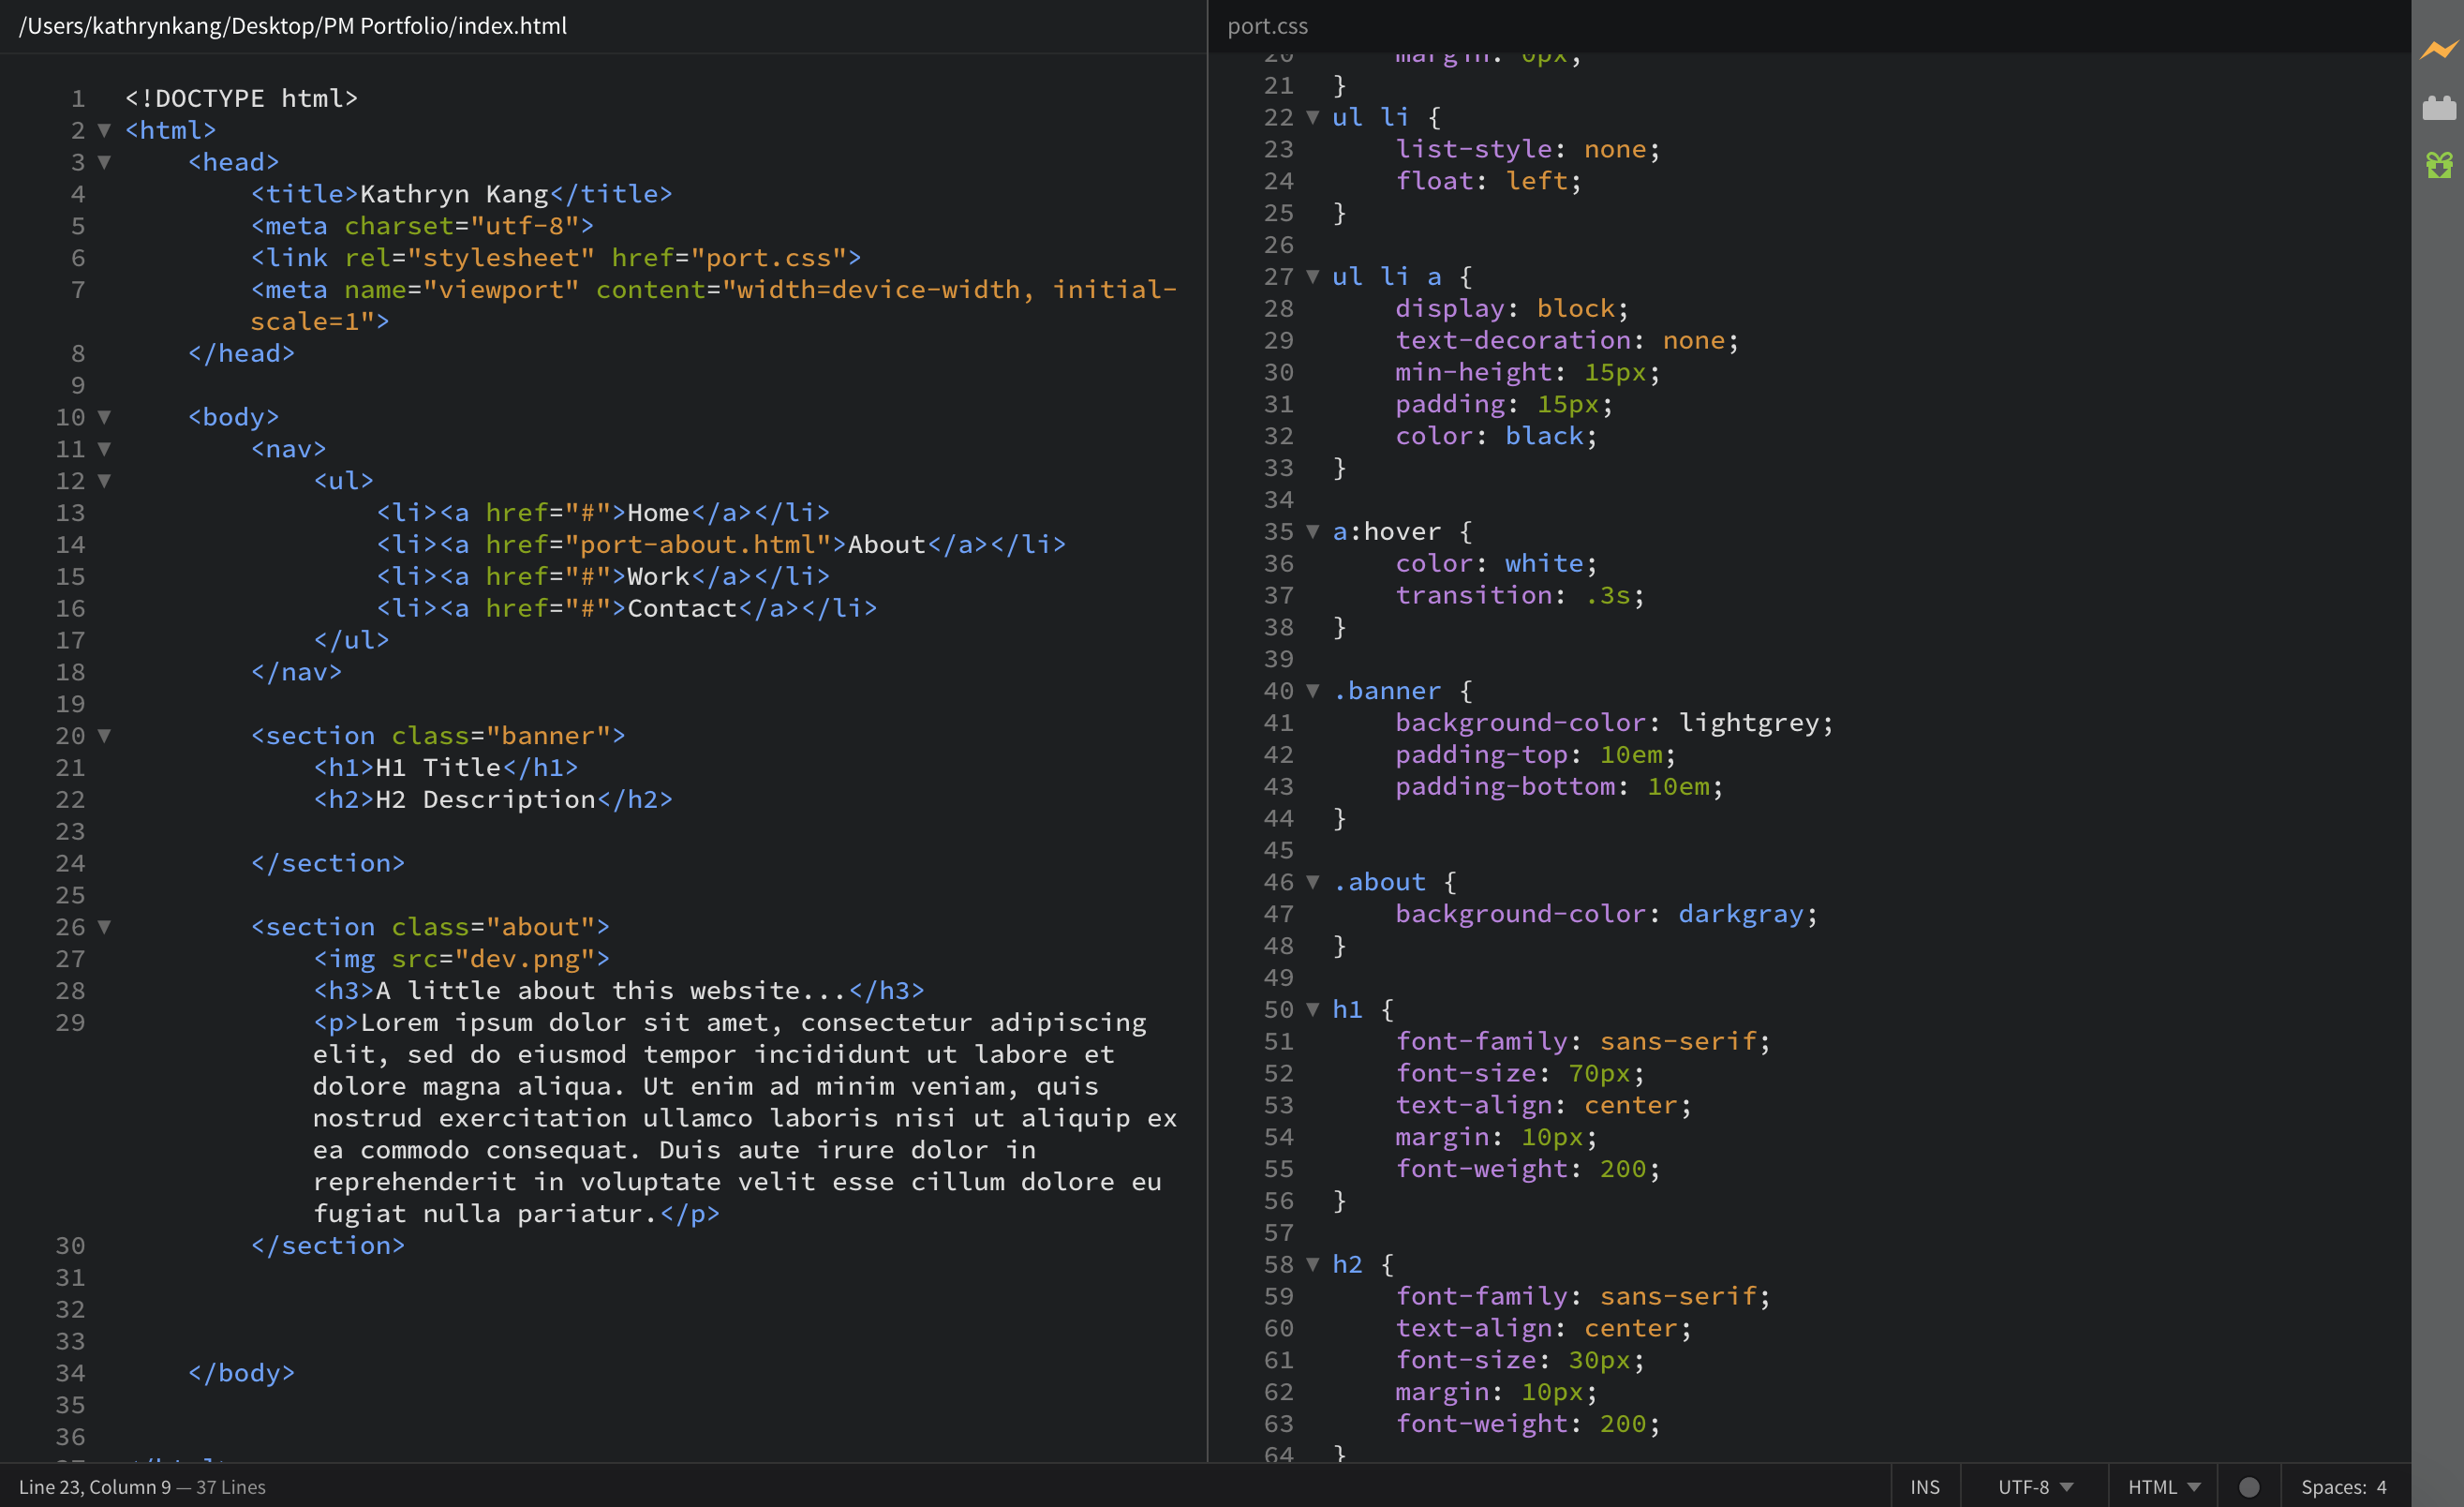 /Users/kathrynkang/Desktop/PM Portfolio/index.html
1 <!DOCTYPE html>
2 <html>
3 <head>
4 <title>Kathryn Kang</title>
5 <meta charset="utf-8">
6 <link rel="stylesheet" href="port.css">
7 <meta name="viewport" content="width=device-width, initial-
scale=1">
8 </head>
9
10 <body>
11 <nav>
12 <ul>
13 <li><a href="#">Home</a></li>
14 <li><a href="port-about.html">About</a></li>
15 <li><a href="#">Work</a></li>
16 <li><a href="#">Contact</a></li>
17 </ul>
18 </nav>
19
20 <section class="banner">
21 <h1>H1 Title</h1>
22 <h2>H2 Description</h2>
23
24 </section>
25
26 <section class="about">
27 <img src="dev.png">
28 <h3>A little about this website...</h3>
29 <p>Lorem ipsum dolor sit amet, consectetur adipiscing
elit, sed do eiusmod tempor incididunt ut labore et
dolore magna aliqua. Ut enim ad minim veniam, quis
nostrud exercitation ullamco laboris nisi ut aliquip ex
ea commodo consequat. Duis aute irure dolor in
reprehenderit in voluptate velit esse cillum dolore eu
fugiat nulla pariatur.</p>
30 </section>
31
32
33
34 </body>
35
36
port.css
20 margin: 0px;
21 }
22 ul li {
23 list-style: none;
24 float: left;
25 }
26
27 ul li a {
28 display: block;
29 text-decoration: none;
30 min-height: 15px;
31 padding: 15px;
32 color: black;
33 }
34
35 a:hover {
36 color: white;
37 transition: .3s;
38 }
39
40 .banner {
41 background-color: lightgrey;
42 padding-top: 10em;
43 padding-bottom: 10em;
44 }
45
46 .about {
47 background-color: darkgray;
48 }
49
50 h1 {
51 font-family: sans-serif;
52 font-size: 70px;
53 text-align: center;
54 margin: 10px;
55 font-weight: 200;
56 }
57
58 h2 {
59 font-family: sans-serif;
60 text-align: center;
61 font-size: 30px;
62 margin: 10px;
63 font-weight: 200;
64 }
Line 23, Column 9 — 37 Lines
INS UTF-8 HTML Spaces: 4